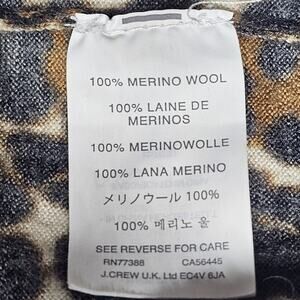 100% MERINO WOOL
100% LAINE DE
MERINOS
100% MERINOWOLLE
100% LANA MERINO
メリノウール 100%
100% 메리노 울
SEE REVERSE FOR CARE
RN77388 CA56445
J.CREW U.K. Ltd EC4V 6JA